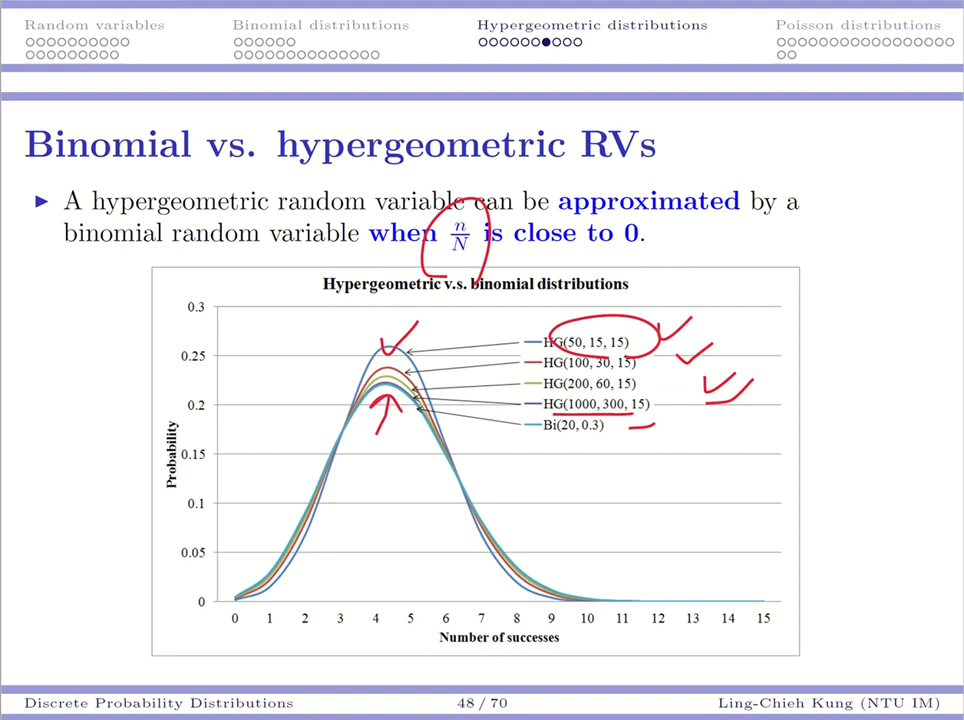 Random variables Binomial distributions Hypergeometric distributions Poisson distributions
Binomial vs. hypergeometric RVs
A hypergeometric random variable can be approximated by a
binomial random variable when n/N is close to 0.
Hypergeometric v.s. binomial distributions
0.3
0.25
0.2
0.15
0.1
0.05
0
Probability
HG(50, 15, 15)
HG(100, 30, 15)
HG(200, 60, 15)
HG(1000, 300, 15)
Bi(20, 0.3)
0 1 2 3 4 5 6 7 8 9 10 11 12 13 14 15
Number of successes
Discrete Probability Distributions 48 / 70 Ling-Chieh Kung (NTU IM)